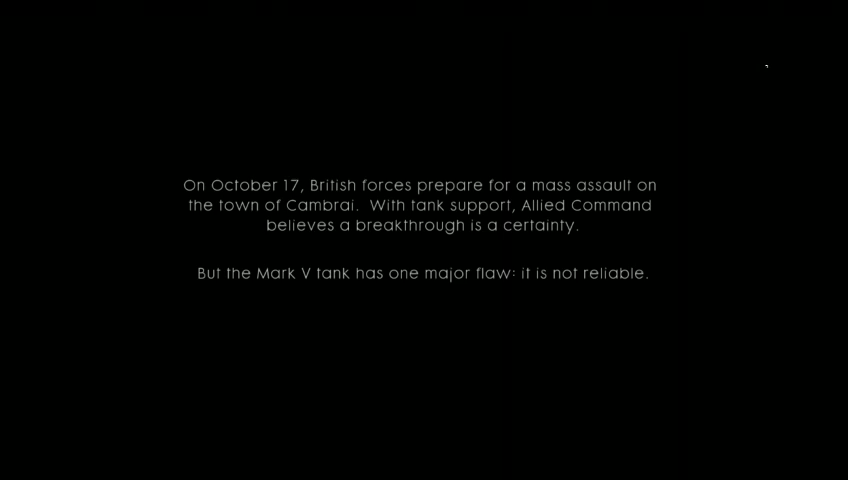 On October 17, British forces prepare for a mass assault on
the town of Cambrai.  With tank support, Allied Command
believes a breakthrough is a certainty.
But the Mark V tank has one major flaw: it is not reliable.